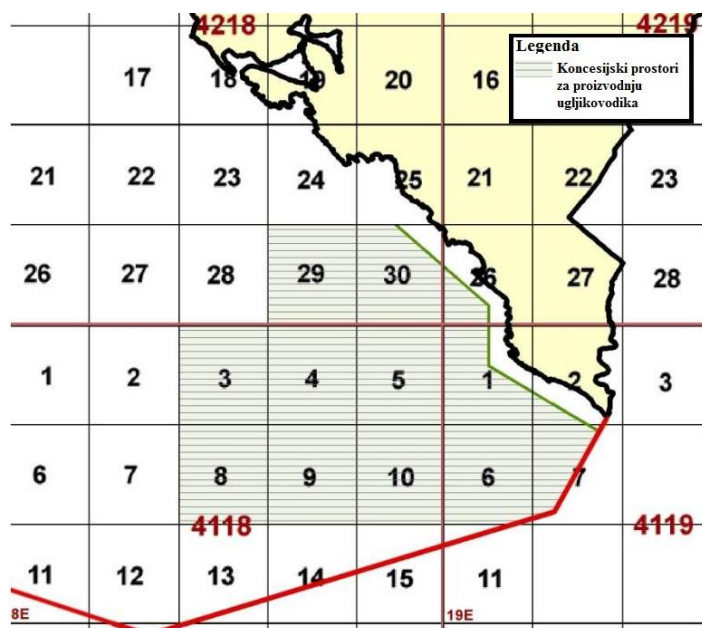 4218
4219
Legenda
Koncesijski prostori
za proizvodnju
ugljikovodika
17 18 19 20 16
21 22 23 24 25 21 22 23
26 27 28 29 30 26 27 28
1 2 3 4 5 1 2 3
6 7 8 9 10 6 7
4118 4119
11 12 13 14 15 11
8E 19E